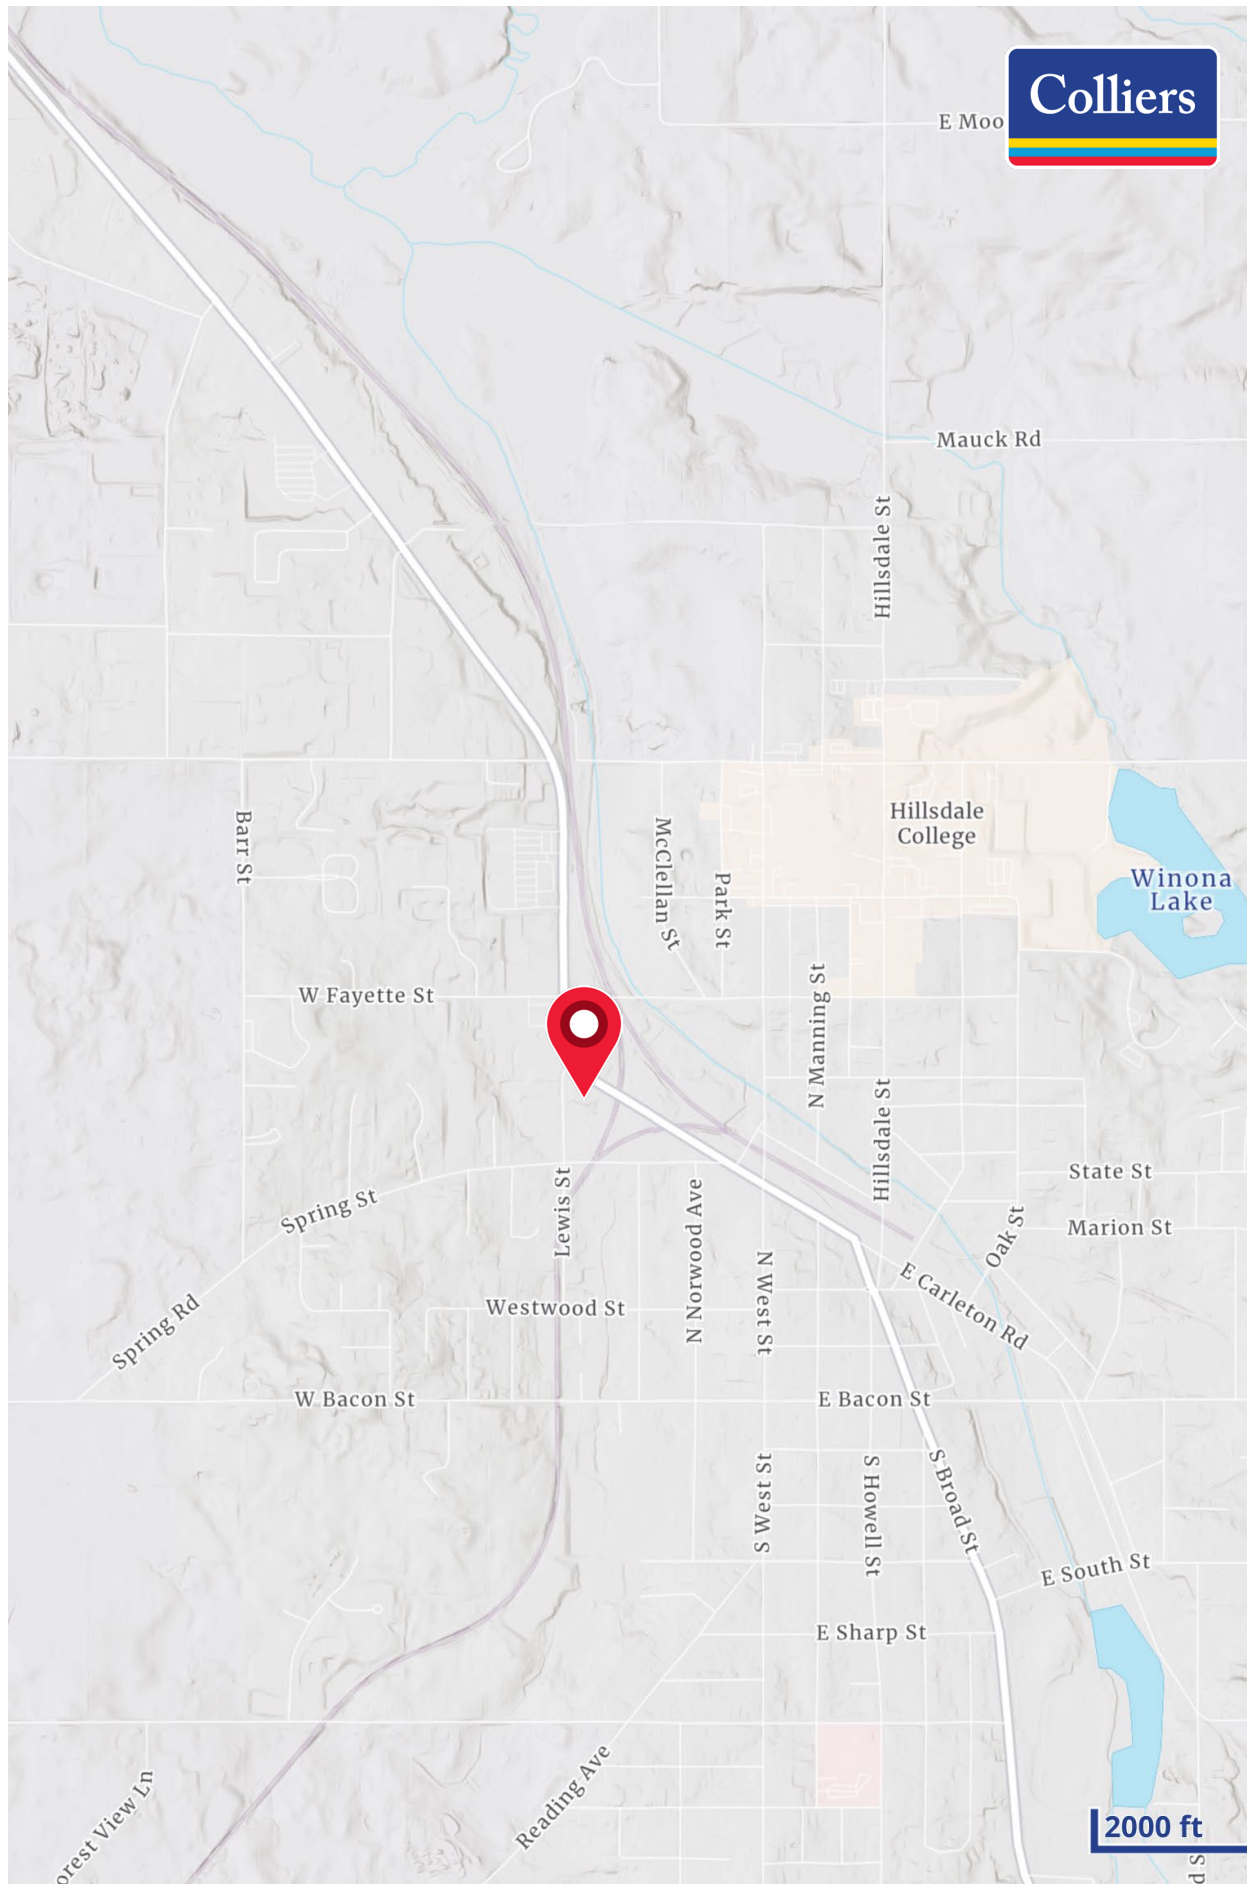 Colliers
E Moo
Mauck Rd
Hillsdale St
Hillsdale
College
Barr St
McClellan St
Park St
Winona
Lake
W Fayette St
N Manning St
Hillsdale St
State St
Spring St
Lewis St
N Norwood Ave
Oak St
Marion St
N West St
E Carleton Rd
Westwood St
Spring Rd
W Bacon St
E Bacon St
S West St
S Howell St
S Broad St
E South St
E Sharp St
Reading Ave
orest View Ln
2000 ft
S p